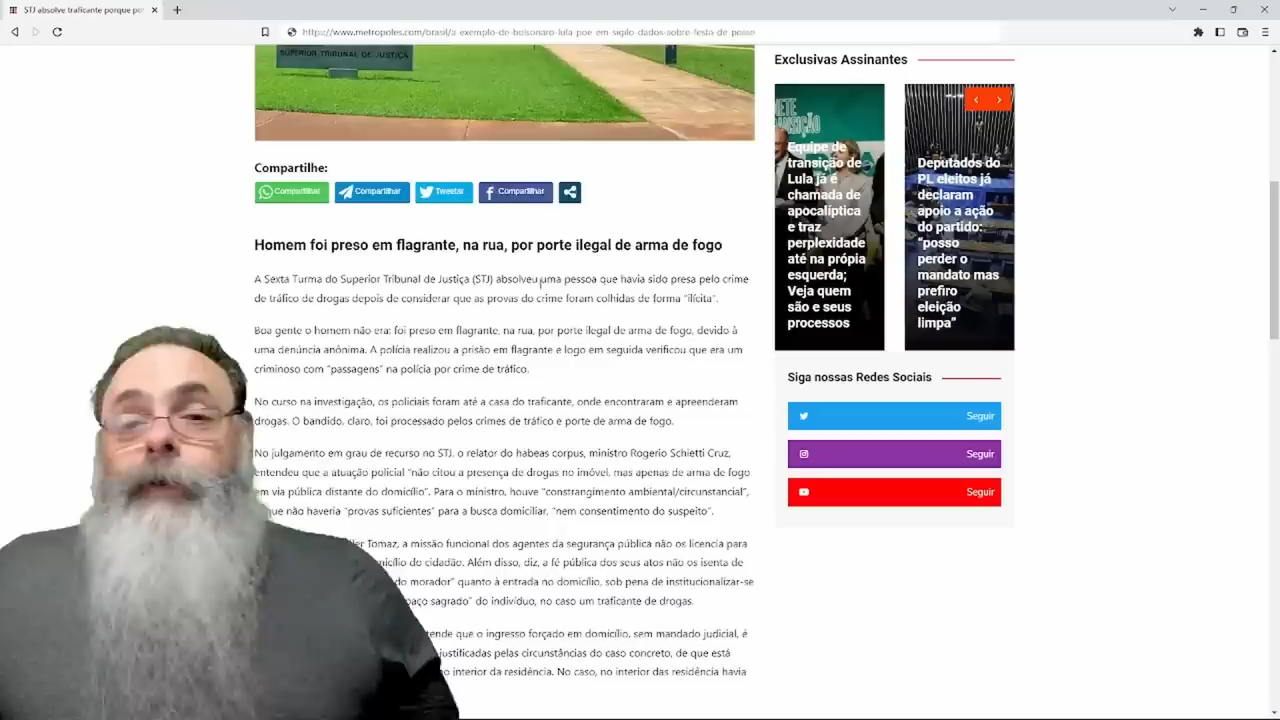 STJ absolve traficante porque po
https://www.metropoles.com/brasil/a-exemplo-de-bolsonaro-lula-poe-em-sigilo-dados-sobre-festa-de-posse
SUPERIOR TRIBUNAL DE JUSTIÇA
Compartilhe:
Compartilhar
Compartilhar
Tweetar
Compartilhar
Homem foi preso em flagrante, na rua, por porte ilegal de arma de fogo
A Sexta Turma do Superior Tribunal de Justiça (STJ) absolveu uma pessoa que havia sido presa pelo crime
de tráfico de drogas depois de considerar que as provas do crime foram colhidas de forma "ilícita".
Boa gente o homem não era: foi preso em flagrante, na rua, por porte ilegal de arma de fogo, devido à
uma denúncia anônima. A polícia realizou a prisão em flagrante e logo em seguida verificou que era um
criminoso com "passagens" na polícia por crime de tráfico.
No curso na investigação, os policiais foram até a casa do traficante, onde encontraram e apreenderam
drogas. O bandido, claro, foi processado pelos crimes de tráfico e porte de arma de fogo.
No julgamento em grau de recurso no STJ, o relator do habeas corpus, ministro Rogerio Schietti Cruz,
entendeu que a atuação policial "não citou a presença de drogas no imóvel, mas apenas de arma de fogo
em via pública distante do domicílio". Para o ministro, houve "constrangimento ambiental/circunstancial",
que não haveria "provas suficientes" para a busca domiciliar, "nem consentimento do suspeito".
Tomaz, a missão funcional dos agentes da segurança pública não os licencia para
do cidadão. Além disso, diz, a fé pública dos seus atos não os isenta de
do morador" quanto à entrada no domicílio, sob pena de institucionalizar-se
sagrado" do indivíduo, no caso um traficante de drogas.
que o ingresso forçado em domicílio, sem mandado judicial, é
justificadas pelas circunstâncias do caso concreto, de que está
no interior da residência. No caso, no interior das residência havia
Exclusivas Assinantes
Equipe de
transição de
Lula já é
chamada de
apocalíptica
e traz
perplexidade
até na própia
esquerda;
Veja quem
são e seus
processos
Deputados do
PL eleitos já
declaram
apoio a ação
do partido:
"posso
perder o
mandato mas
prefiro
eleição
limpa"
Siga nossas Redes Sociais
Seguir
Seguir
Seguir